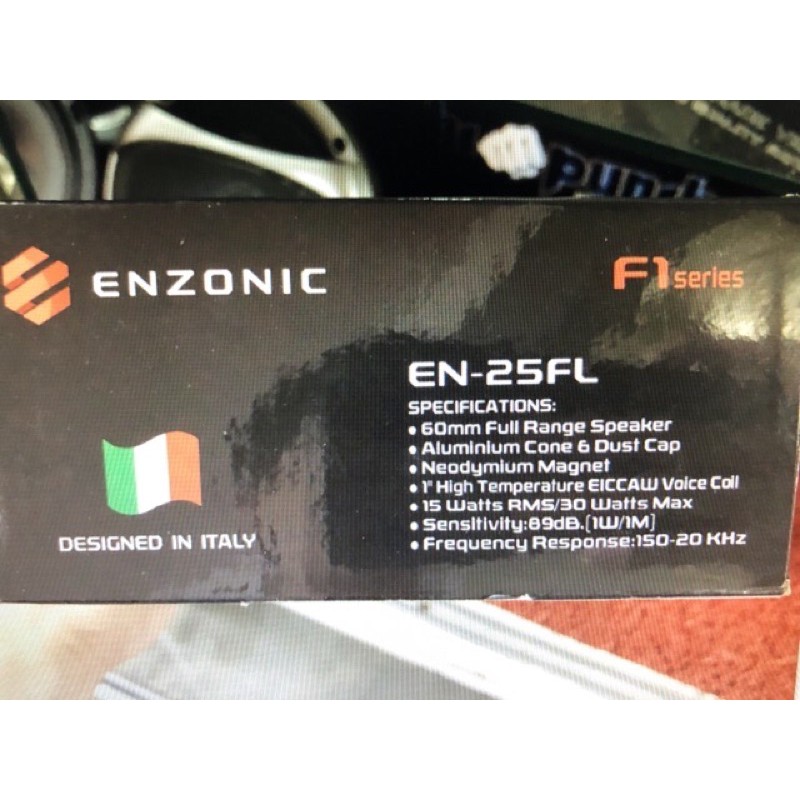 punch
ENZONIC
F1 series
EN-25FL
SPECIFICATIONS:
• 60mm Full Range Speaker
• Aluminium Cone & Dust Cap
• Neodymium Magnet
• 1" High Temperature EICCAW Voice Coil
• 15 Watts RMS/30 Watts Max
• Sensitivity:89dB.[1W/1M]
• Frequency Response:150-20 KHz
DESIGNED IN ITALY